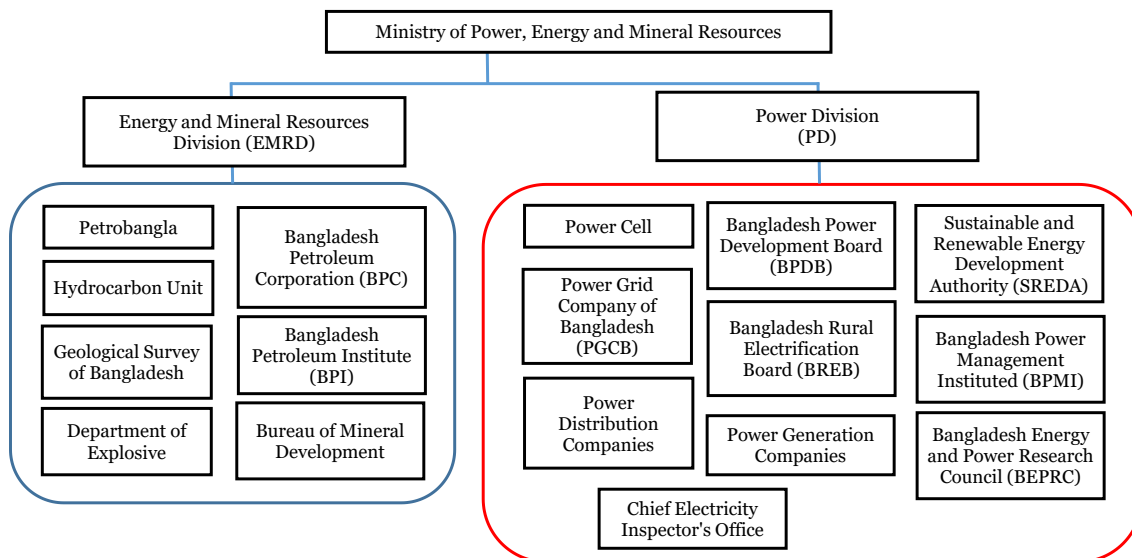 Ministry of Power, Energy and Mineral Resources
Energy and Mineral Resources
Division (EMRD)
Power Division
(PD)
Petrobangla
Hydrocarbon Unit
Geological Survey
of Bangladesh
Department of
Explosive
Bangladesh
Petroleum
Corporation (BPC)
Bangladesh
Petroleum Institute
(BPI)
Bureau of Mineral
Development
Power Cell
Power Grid
Company of
Bangladesh
(PGCB)
Power
Distribution
Companies
Bangladesh Power
Development Board
(BPDB)
Bangladesh Rural
Electrification
Board (BREB)
Power Generation
Companies
Sustainable and
Renewable Energy
Development
Authority (SREDA)
Bangladesh Power
Management
Instituted (BPMI)
Bangladesh Energy
and Power Research
Council (BEPRC)
Chief Electricity
Inspector's Office